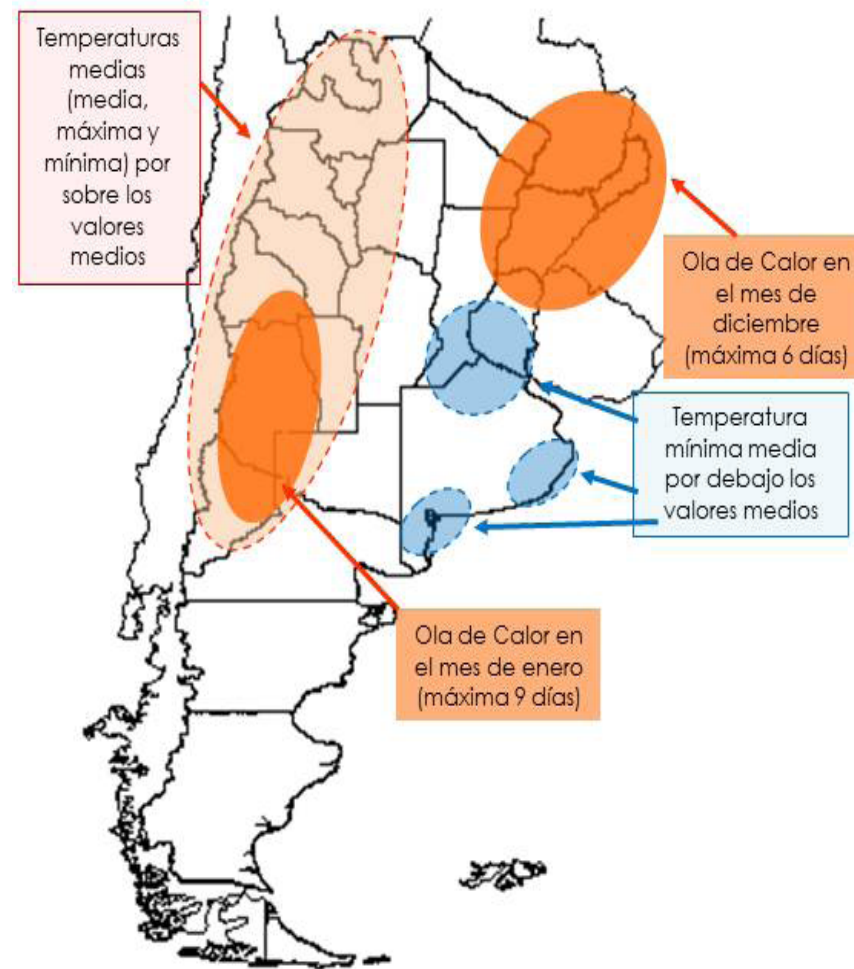 Temperaturas
medias
(media,
máxima y
mínima) por
sobre los
valores
medios
Ola de Calor en
el mes de
diciembre
(máxima 6 días)
Temperatura
mínima media
por debajo los
valores medios
Ola de Calor en
el mes de enero
(máxima 9 días)